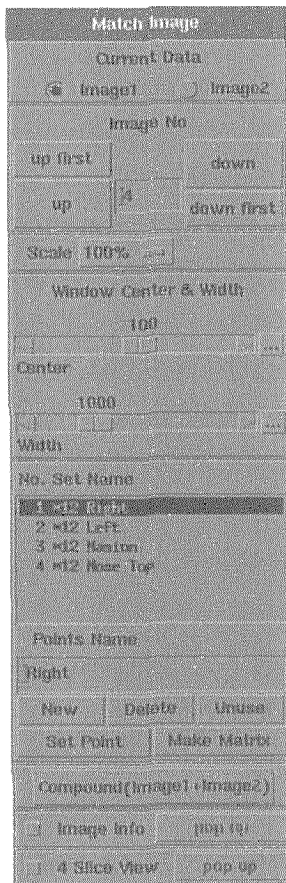 Match Image
Current Data
Image1 Image2
Image No
up first down
up 4 down first
Scale 100%
Window Center & Width
100
...
Center
1000
...
Width
No. Set Name
1 *12 Right
2 *12 Left
3 *12 Nasion
4 *12 Nose Top
Points Name
Right
New Delete Unuse
Set Point Make Matrix
Compound(Image1+Image2)
Image Info pop up
4 Slice View pop up